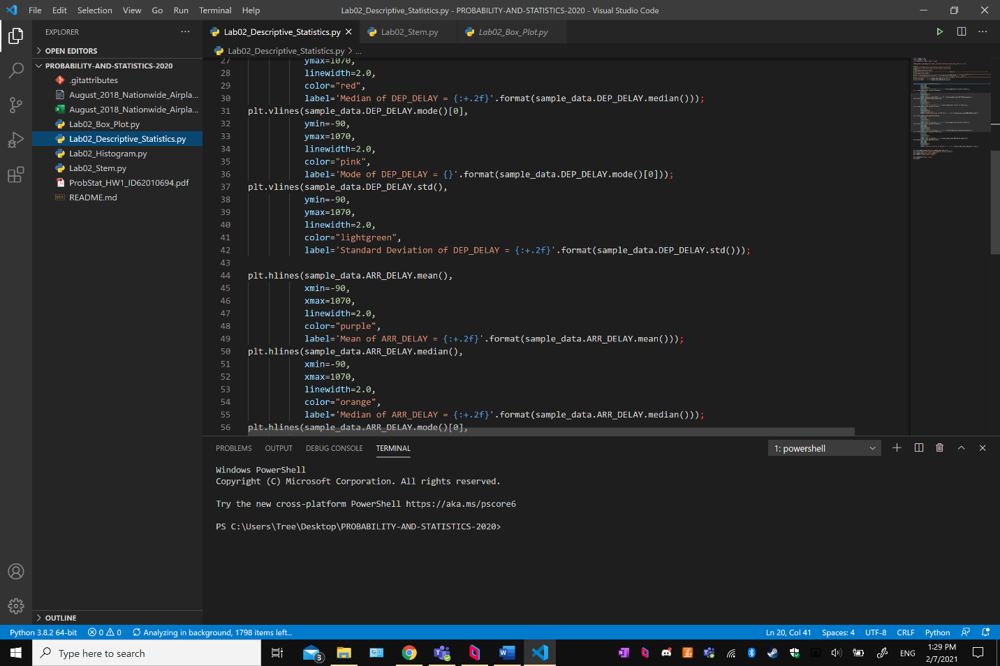 File Edit Selection View Go Run Terminal Help
Lab02_Descriptive_Statistics.py - PROBABILITY-AND-STATISTICS-2020 - Visual Studio Code
EXPLORER
OPEN EDITORS
PROBABILITY-AND-STATISTICS-2020
.gitattributes
August_2018_Nationwide_Airpla...
August_2018_Nationwide_Airpla...
Lab02_Box_Plot.py
Lab02_Descriptive_Statistics.py
Lab02_Histogram.py
Lab02_Stem.py
ProbStat_HW1_ID62010694.pdf
README.md
OUTLINE
Lab02_Descriptive_Statistics.py Lab02_Stem.py Lab02_Box_Plot.py
Lab02_Descriptive_Statistics.py > ...
27 ymax=1070,
28 linewidth=2.0,
29 color="red",
30 label='Median of DEP_DELAY = {:+.2f}'.format(sample_data.DEP_DELAY.median()));
31 plt.vlines(sample_data.DEP_DELAY.mode()[0],
32 ymin=-90,
33 ymax=1070,
34 linewidth=2.0,
35 color="pink",
36 label='Mode of DEP_DELAY = {}'.format(sample_data.DEP_DELAY.mode()[0]));
37 plt.vlines(sample_data.DEP_DELAY.std(),
38 ymin=-90,
39 ymax=1070,
40 linewidth=2.0,
41 color="lightgreen",
42 label='Standard Deviation of DEP_DELAY = {:+.2f}'.format(sample_data.DEP_DELAY.std()));
43
44 plt.hlines(sample_data.ARR_DELAY.mean(),
45 xmin=-90,
46 xmax=1070,
47 linewidth=2.0,
48 color="purple",
49 label='Mean of ARR_DELAY = {:+.2f}'.format(sample_data.ARR_DELAY.mean()));
50 plt.hlines(sample_data.ARR_DELAY.median(),
51 xmin=-90,
52 xmax=1070,
53 linewidth=2.0,
54 color="orange",
55 label='Median of ARR_DELAY = {:+.2f}'.format(sample_data.ARR_DELAY.median()));
56 plt.hlines(sample_data.ARR_DELAY.mode()[0],
PROBLEMS OUTPUT DEBUG CONSOLE TERMINAL
1: powershell
Windows PowerShell
Copyright (C) Microsoft Corporation. All rights reserved.
Try the new cross-platform PowerShell https://aka.ms/pscore6
PS C:\Users\Tree\Desktop\PROBABILITY-AND-STATISTICS-2020>
Python 3.8.2 64-bit 0 0 Analyzing in background, 1798 items left...
Ln 20, Col 41 Spaces: 4 UTF-8 CRLF Python
Type here to search
3
ENG
1:29 PM
2/7/2021